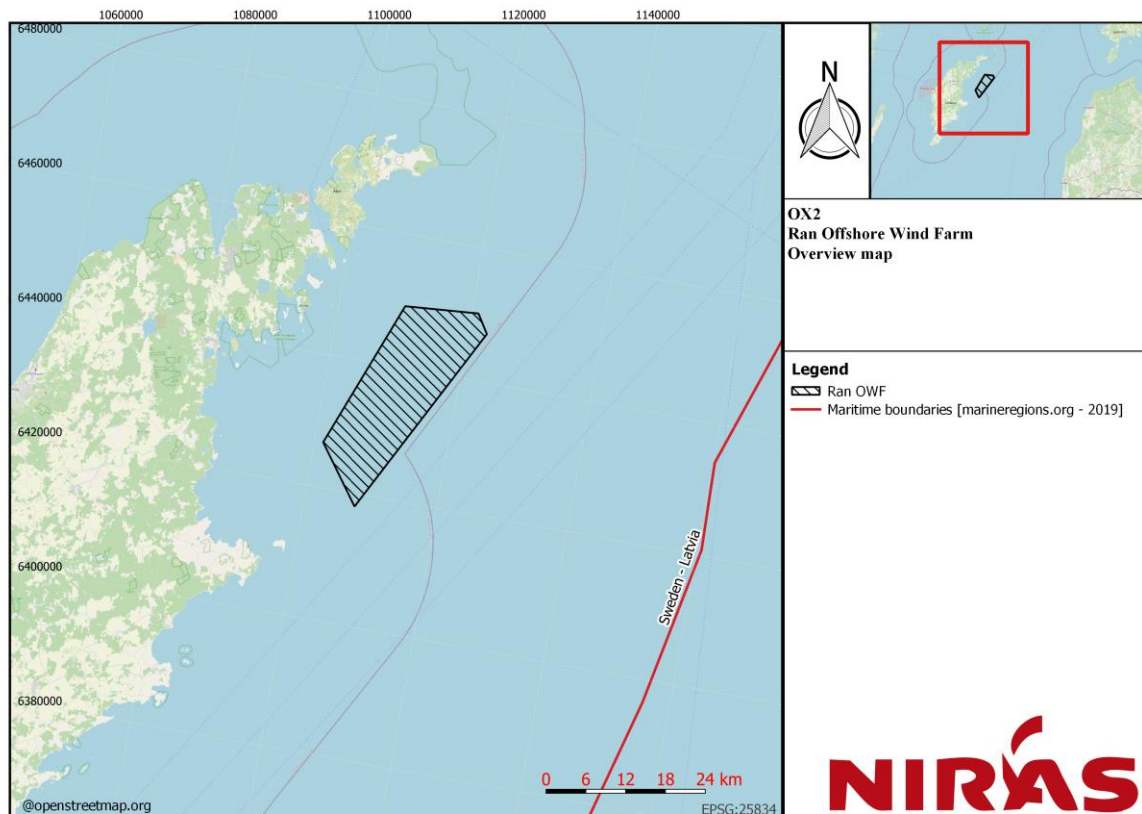 1060000
1080000
1100000
1120000
1140000
6480000
6460000
6440000
6420000
6400000
6380000
Sweden - Latvia
0 6 12 18 24 km
@openstreetmap.org
EPSG:25834
N
OX2
Ran Offshore Wind Farm
Overview map
Legend
Ran OWF
Maritime boundaries [marineregions.org - 2019]
NIRAS